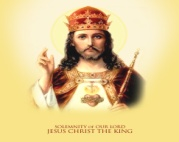 SOLEMNITY OF OUR LORD
JESUS CHRIST THE KING